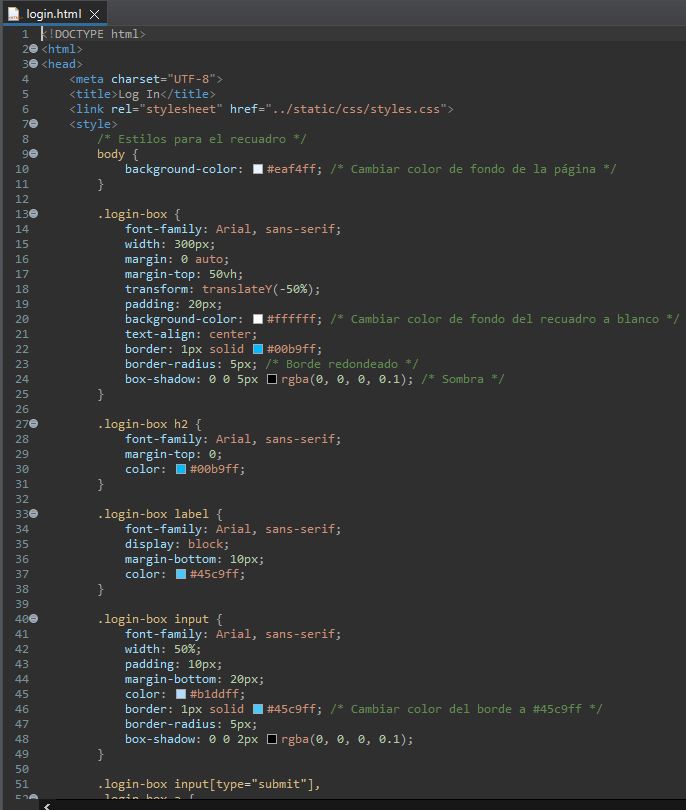 login.html
1 <!DOCTYPE html>
2 <html>
3 <head>
4 <meta charset="UTF-8">
5 <title>Log In</title>
6 <link rel="stylesheet" href="../static/css/styles.css">
7 <style>
8 /* Estilos para el recuadro */
9 body {
10 background-color: #eaf4ff; /* Cambiar color de fondo de la página */
11 }
12
13 .login-box {
14 font-family: Arial, sans-serif;
15 width: 300px;
16 margin: 0 auto;
17 margin-top: 50vh;
18 transform: translateY(-50%);
19 padding: 20px;
20 background-color: #ffffff; /* Cambiar color de fondo del recuadro a blanco */
21 text-align: center;
22 border: 1px solid #00b9ff;
23 border-radius: 5px; /* Borde redondeado */
24 box-shadow: 0 0 5px rgba(0, 0, 0, 0.1); /* Sombra */
25 }
26
27 .login-box h2 {
28 font-family: Arial, sans-serif;
29 margin-top: 0;
30 color: #00b9ff;
31 }
32
33 .login-box label {
34 font-family: Arial, sans-serif;
35 display: block;
36 margin-bottom: 10px;
37 color: #45c9ff;
38 }
39
40 .login-box input {
41 font-family: Arial, sans-serif;
42 width: 50%;
43 padding: 10px;
44 margin-bottom: 20px;
45 color: #b1ddff;
46 border: 1px solid #45c9ff; /* Cambiar color del borde a #45c9ff */
47 border-radius: 5px;
48 box-shadow: 0 0 2px rgba(0, 0, 0, 0.1);
49 }
50
51 .login-box input[type="submit"],
52 .login-box a {